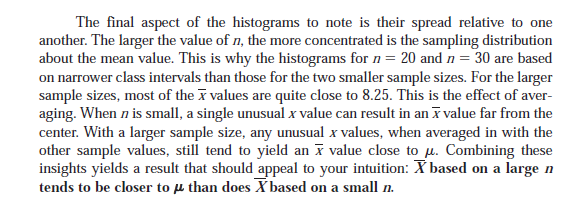 The final aspect of the histograms to note is their spread relative to one
another. The larger the value of n, the more concentrated is the sampling distribution
about the mean value. This is why the histograms for n = 20 and n = 30 are based
on narrower class intervals than those for the two smaller sample sizes. For the larger
sample sizes, most of the x̄ values are quite close to 8.25. This is the effect of aver-
aging. When n is small, a single unusual x value can result in an x̄ value far from the
center. With a larger sample size, any unusual x values, when averaged in with the
other sample values, still tend to yield an x̄ value close to μ. Combining these
insights yields a result that should appeal to your intuition: X̄ based on a large n
tends to be closer to μ than does X̄ based on a small n.